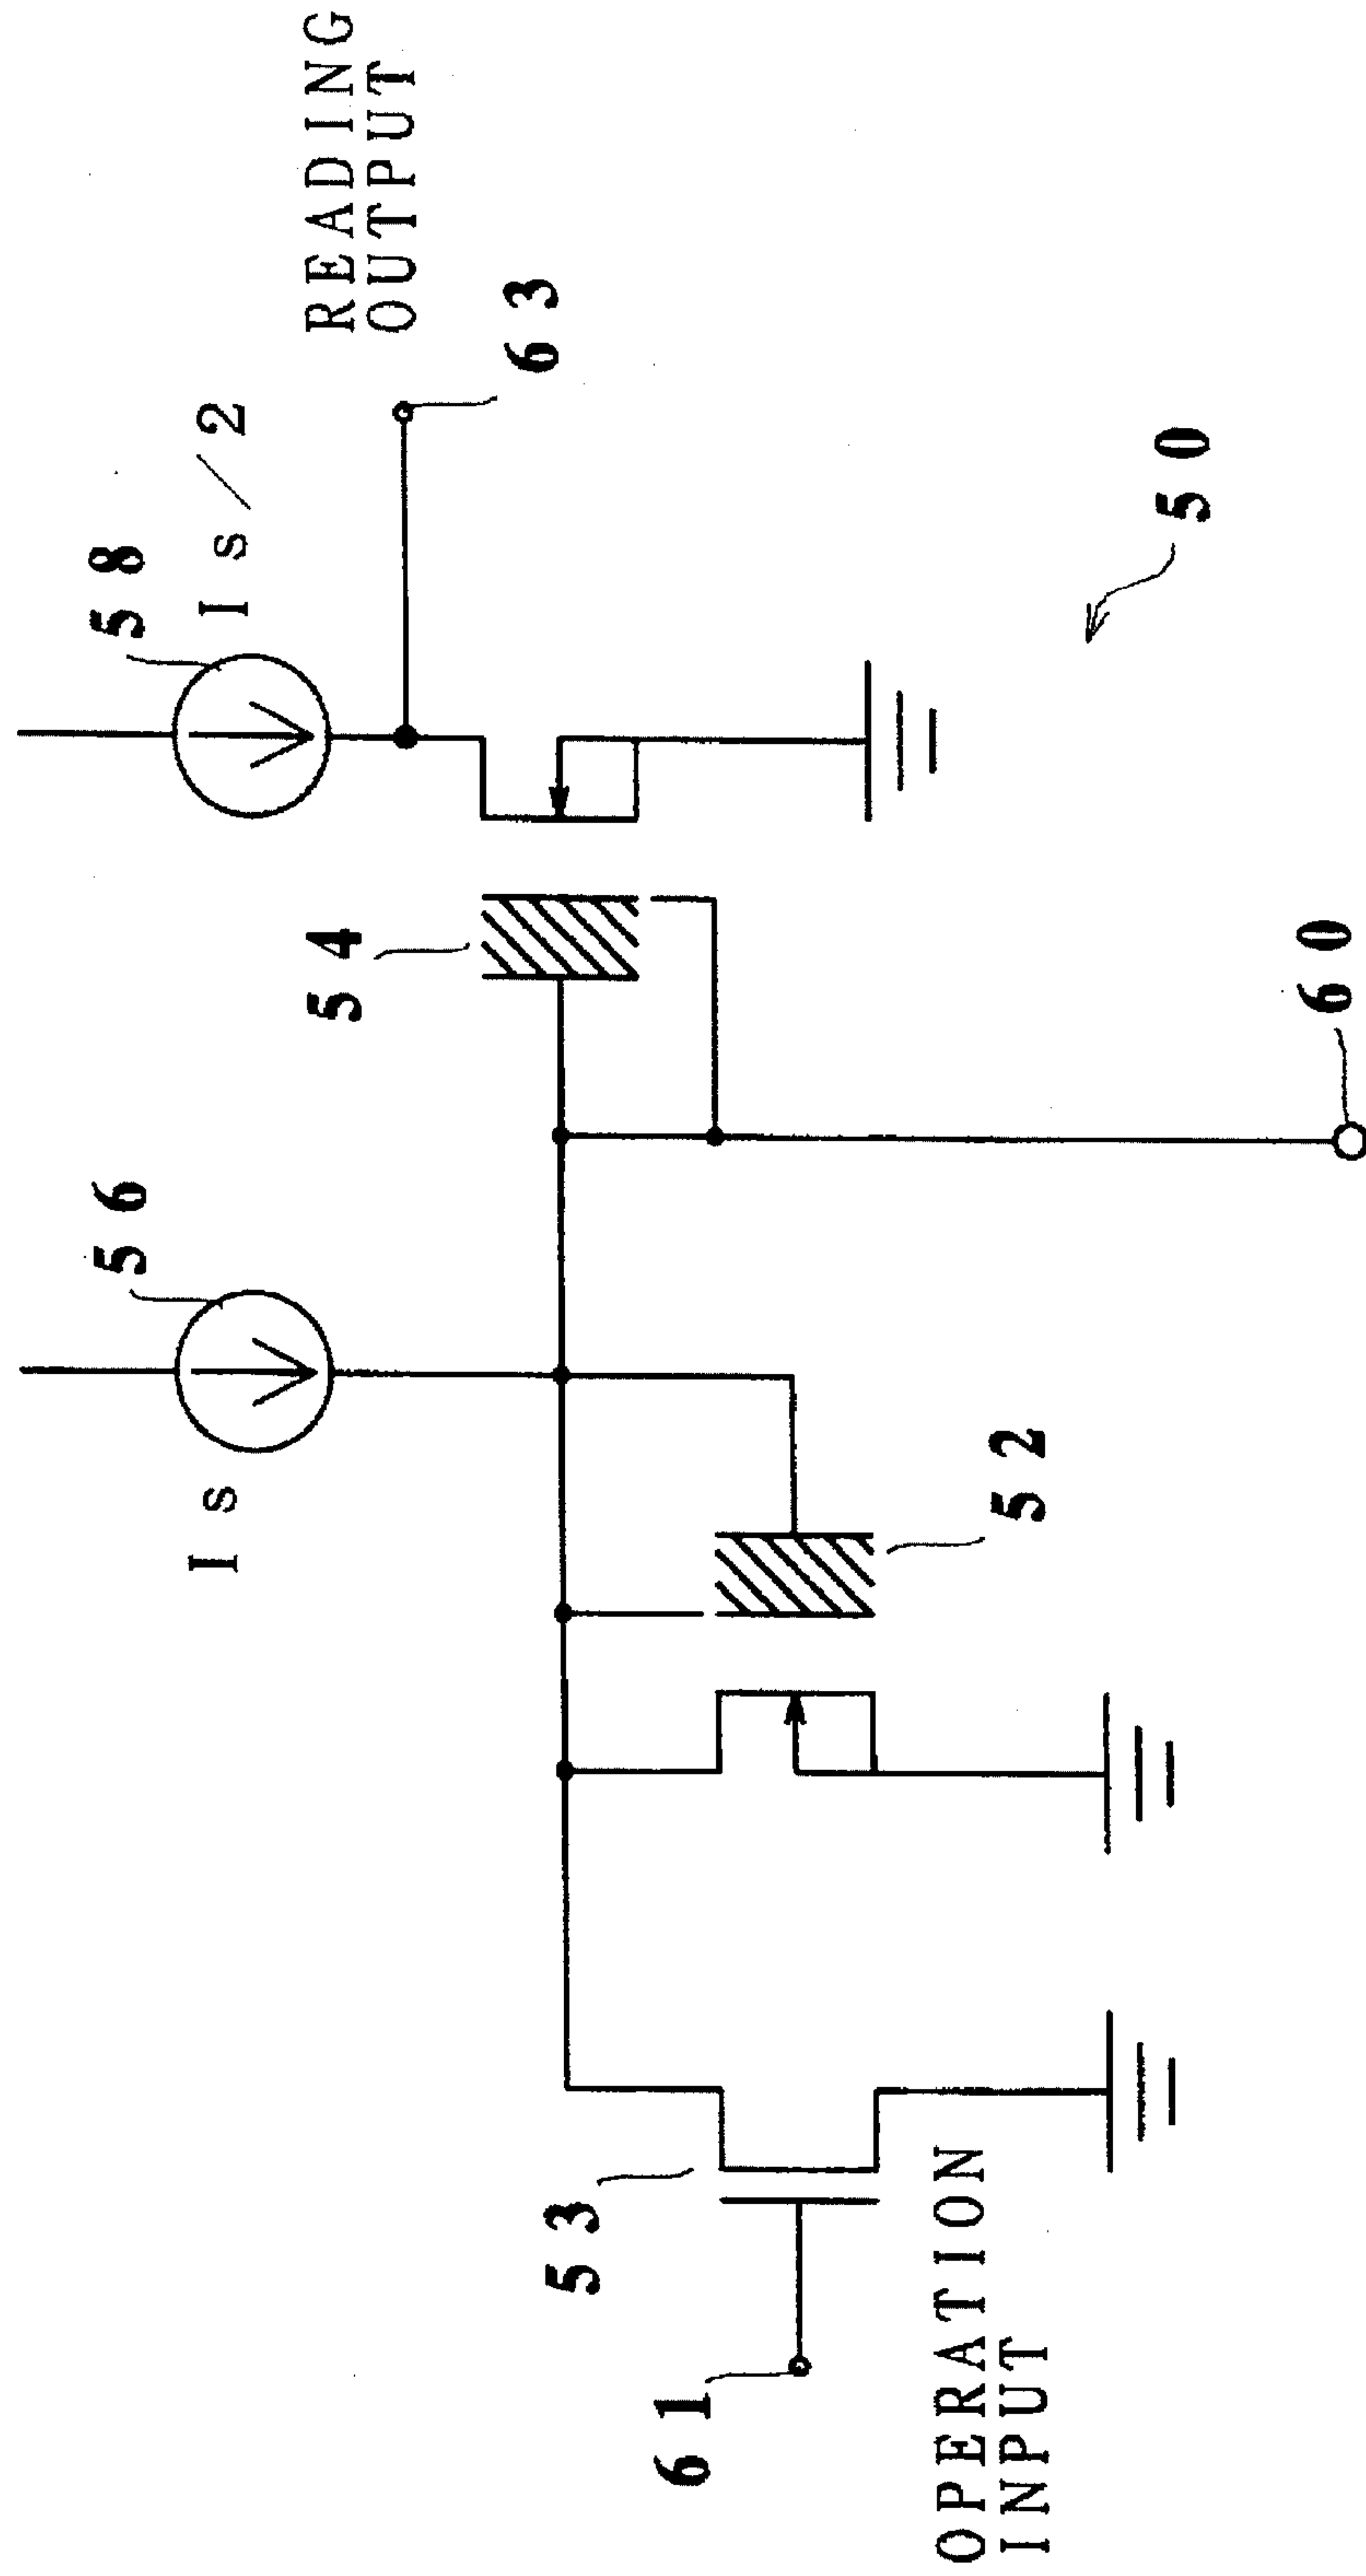 56
58
Is
Is/2
54
READING
OUTPUT
53
63
61
OPERATION
INPUT
52
50
60